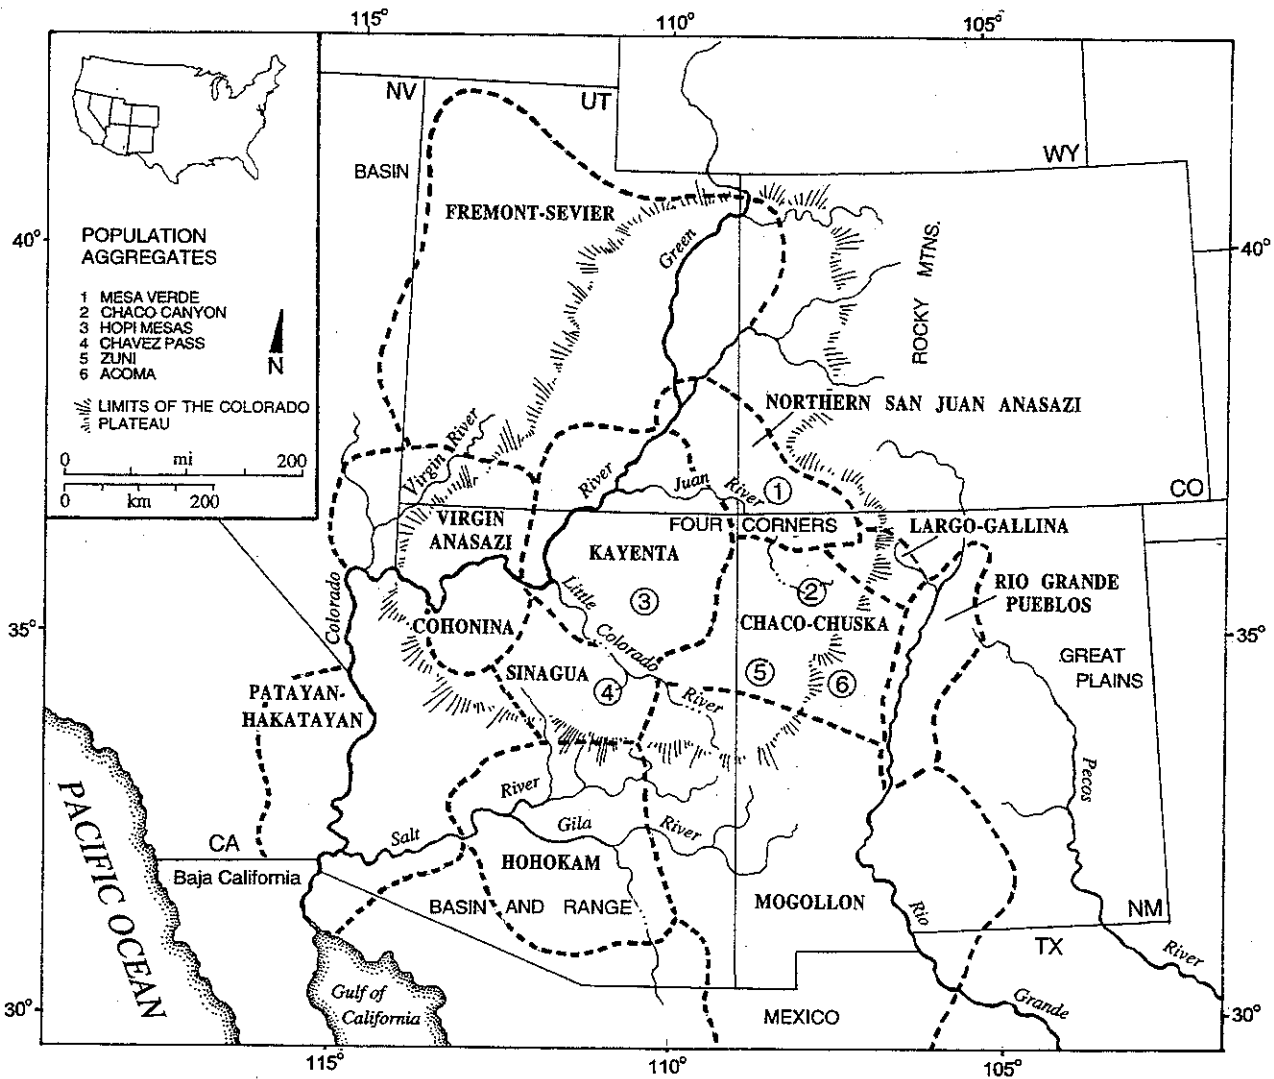 115°
110°
105°
NV
UT
WY
BASIN
FREMONT-SEVIER
Green
ROCKY MTNS.
40°
40°
POPULATION
AGGREGATES
1 MESA VERDE
2 CHACO CANYON
3 HOPI MESAS
4 CHAVEZ PASS
5 ZUNI
6 ACOMA
N
LIMITS OF THE COLORADO
PLATEAU
0 mi 200
0 km 200
NORTHERN SAN JUAN ANASAZI
Virgin River
River
Juan River
1
CO
VIRGIN
ANASAZI
FOUR CORNERS
LARGO-GALLINA
KAYENTA
RIO GRANDE
PUEBLOS
Colorado
Little Colorado River
3
2
CHACO-CHUSKA
35°
35°
COHONINA
SINAGUA
4
5
6
GREAT
PLAINS
PATAYAN-
HAKATAYAN
Pecos
River
Salt
River
Gila
River
CA
Baja California
HOHOKAM
BASIN AND RANGE
MOGOLLON
NM
TX
Rio
Grande
PACIFIC OCEAN
Gulf of
California
MEXICO
30°
30°
115°
110°
105°